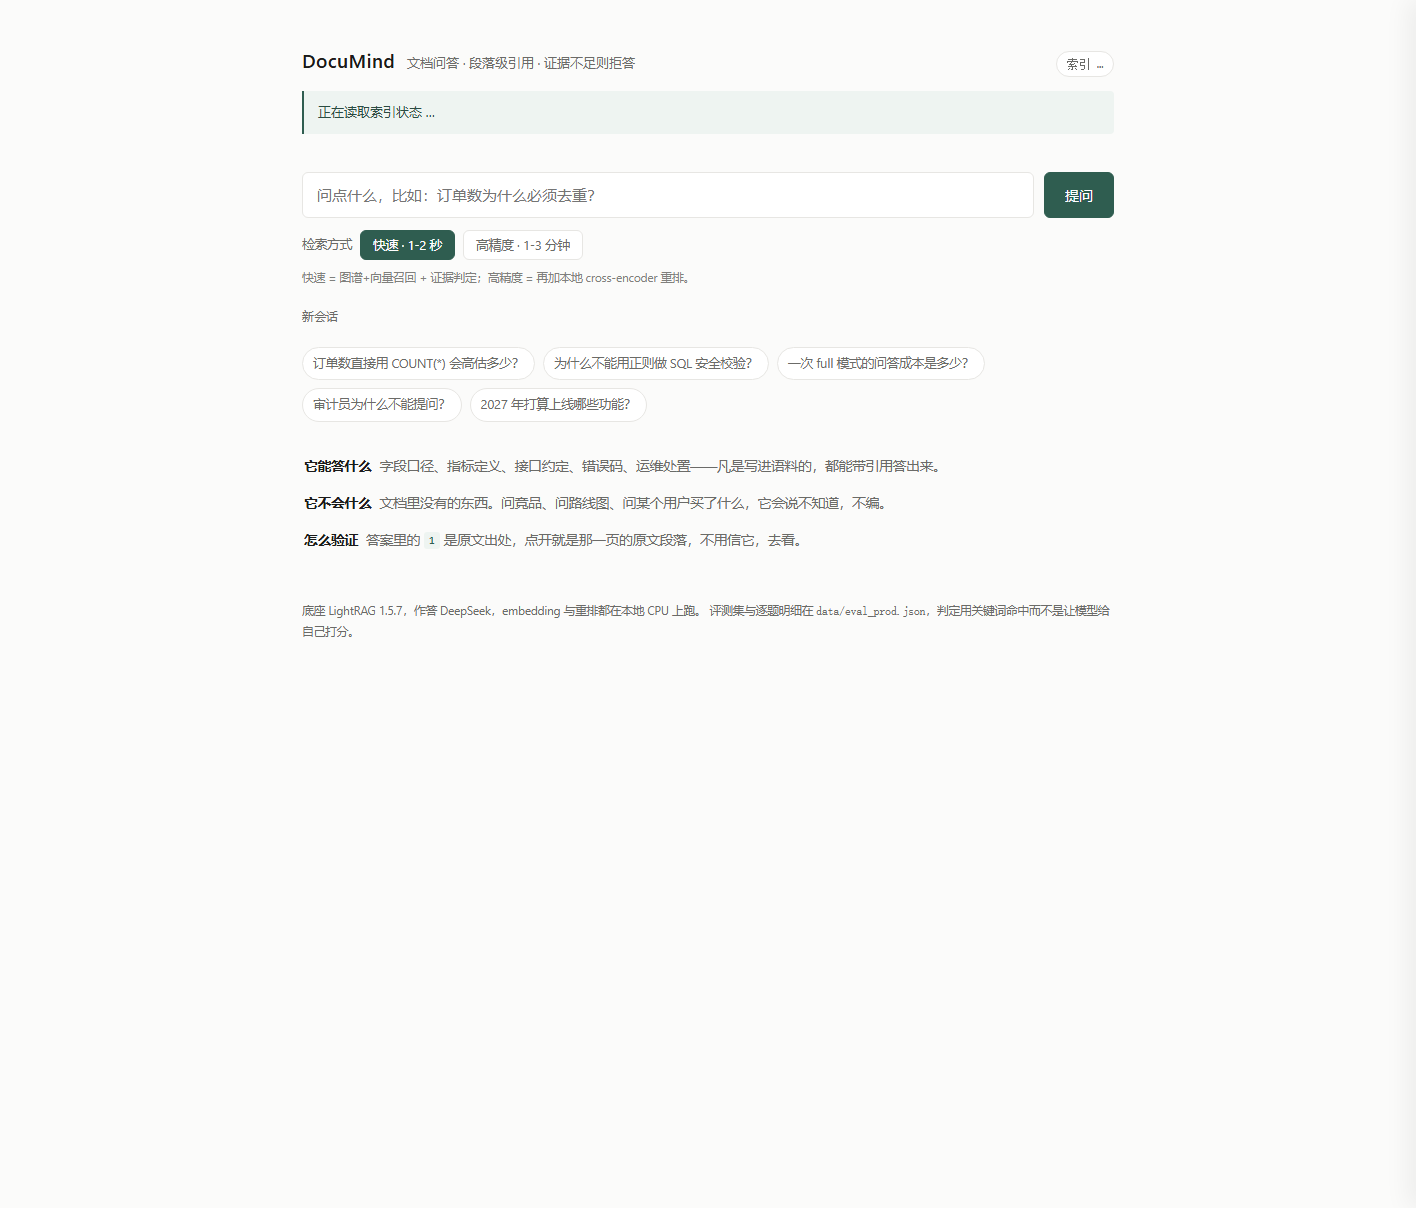 DocuMind 文档问答 · 段落级引用 · 证据不足则拒答 索引 …
正在读取索引状态 ...
问点什么，比如：订单数为什么必须去重？ 提问
检索方式 快速 · 1-2 秒 高精度 · 1-3 分钟
快速 = 图谱+向量召回 + 证据判定；高精度 = 再加本地 cross-encoder 重排。
新会话
订单数直接用 COUNT(*) 会高估多少？ 为什么不能用正则做 SQL 安全校验？ 一次 full 模式的问答成本是多少？
审计员为什么不能提问？ 2027 年打算上线哪些功能？
它能答什么 字段口径、指标定义、接口约定、错误码、运维处置——凡是写进语料的，都能带引用答出来。
它不会什么 文档里没有的东西。问竞品、问路线图、问某个用户买了什么，它会说不知道，不编。
怎么验证 答案里的 1 是原文出处，点开就是那一页的原文段落，不用信它，去看。
底座 LightRAG 1.5.7，作答 DeepSeek，embedding 与重排都在本地 CPU 上跑。 评测集与逐题明细在 data/eval_prod.json，判定用关键词命中而不是让模型给
自己打分。